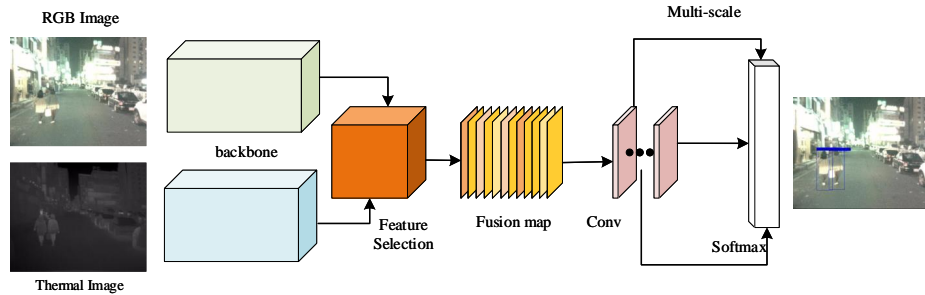 RGB Image
Multi-scale
backbone
Feature
Selection
Fusion map
Conv
Softmax
Thermal Image